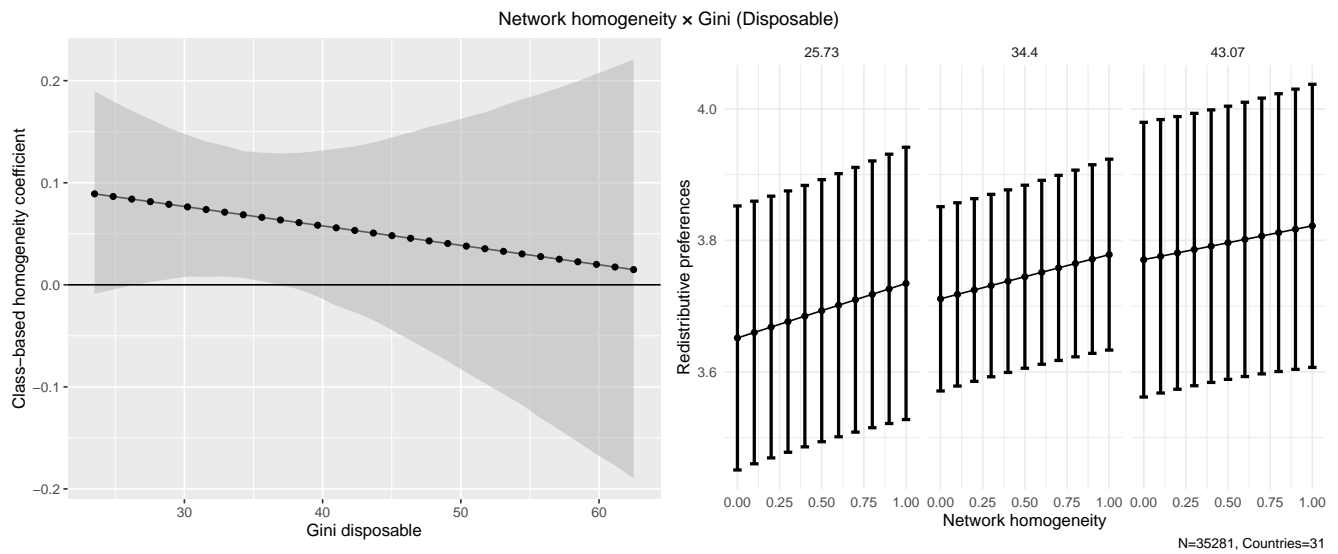 Network homogeneity × Gini (Disposable)
Class−based homogeneity coefficient
0.2
0.1
0.0
−0.1
−0.2
30 40 50 60
Gini disposable
25.73 34.4 43.07
Redistributive preferences
4.0
3.8
3.6
0.00 0.25 0.50 0.75 1.00 0.00 0.25 0.50 0.75 1.00 0.00 0.25 0.50 0.75 1.00
Network homogeneity
N=35281, Countries=31